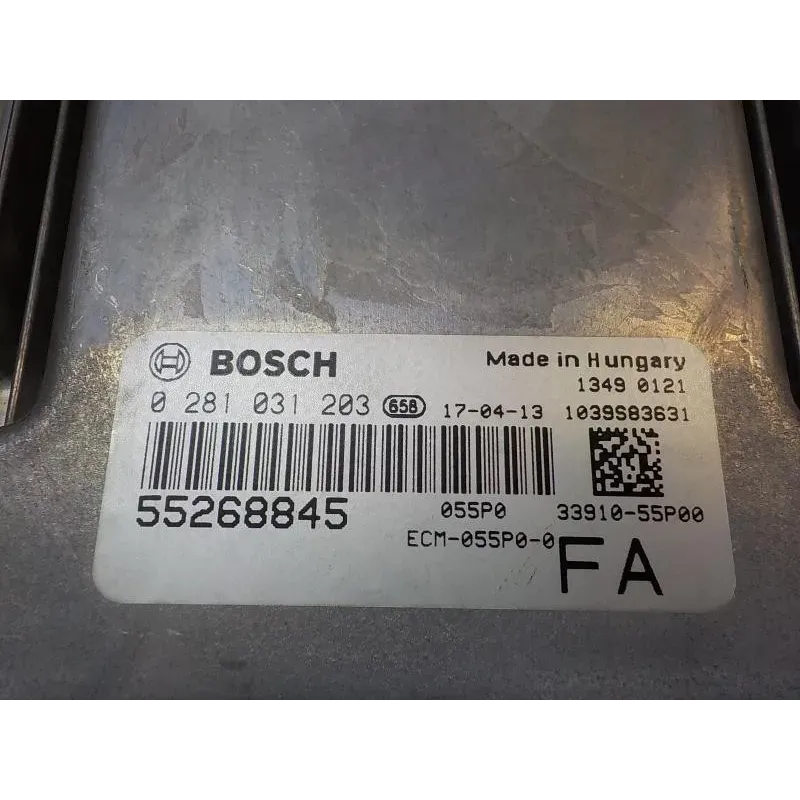 BOSCH Made in Hungary
1349 0121
0 281 031 203 658 17-04-13 1039S83631
55268845 055P0 33910-55P00
ECM-055P0-0 FA